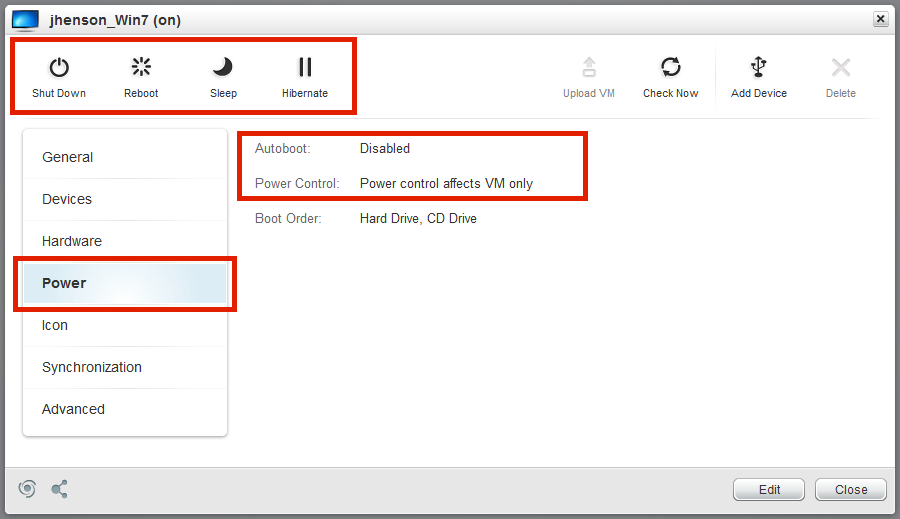 jhenson_Win7 (on)
Shut Down Reboot Sleep Hibernate Upload VM Check Now Add Device Delete
General
Devices
Hardware
Power
Icon
Synchronization
Advanced
Autoboot: Disabled
Power Control: Power control affects VM only
Boot Order: Hard Drive, CD Drive
Edit Close